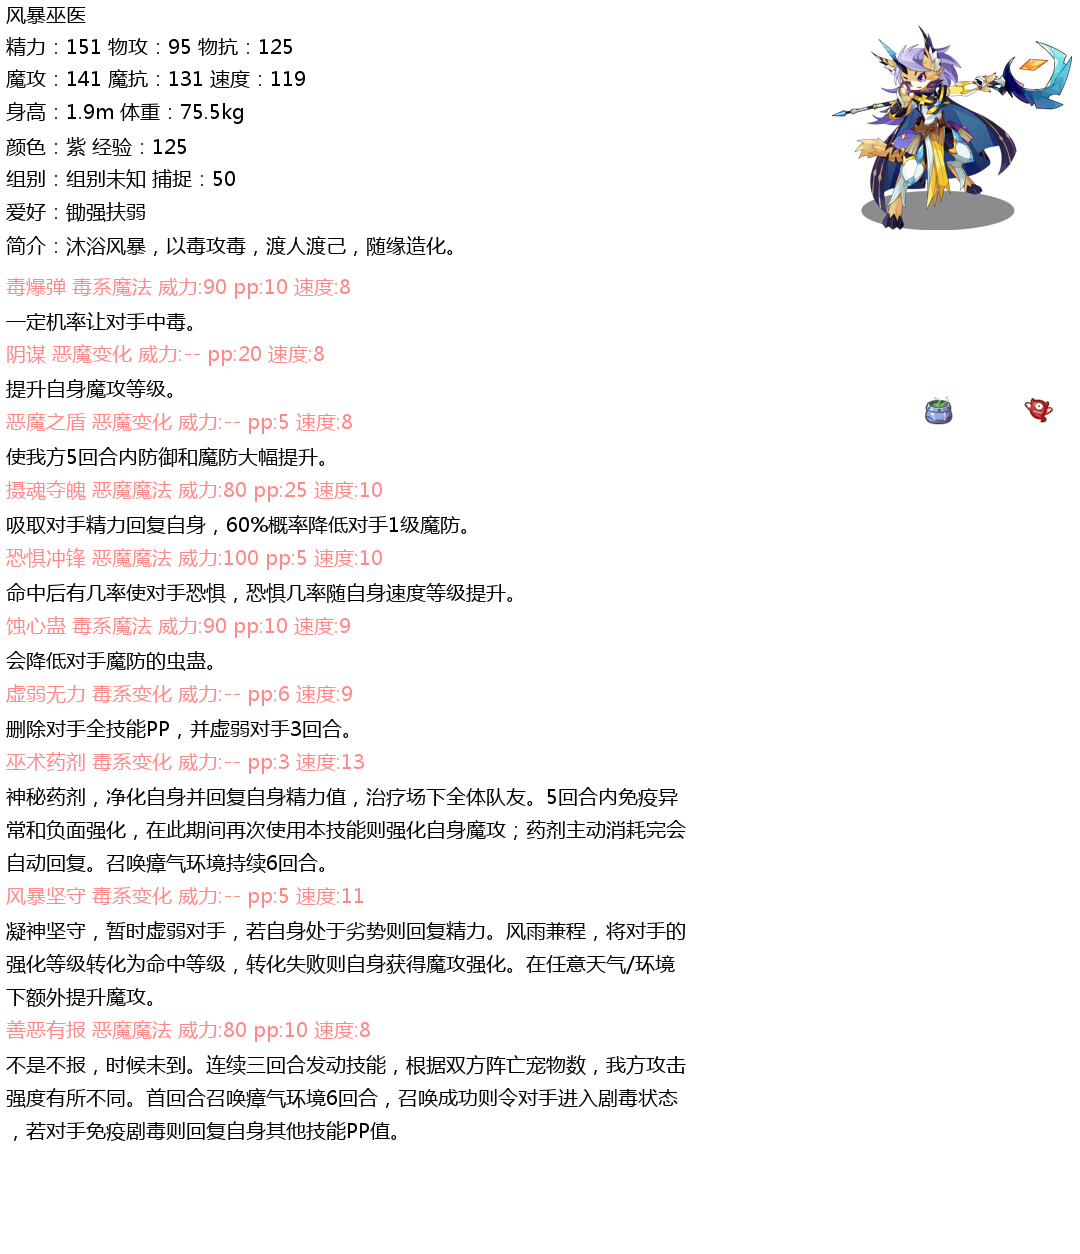 风暴巫医
精力：151 物攻：95 物抗：125
魔攻：141 魔抗：131 速度：119
身高：1.9m 体重：75.5kg
颜色：紫 经验：125
组别：组别未知 捕捉：50
爱好：锄强扶弱
简介：沐浴风暴，以毒攻毒，渡人渡己，随缘造化。
毒爆弹 毒系魔法 威力:90 pp:10 速度:8
一定机率让对手中毒。
阴谋 恶魔变化 威力:-- pp:20 速度:8
提升自身魔攻等级。
恶魔之盾 恶魔变化 威力:-- pp:5 速度:8
使我方5回合内防御和魔防大幅提升。
摄魂夺魄 恶魔魔法 威力:80 pp:25 速度:10
吸取对手精力回复自身，60%概率降低对手1级魔防。
恐惧冲锋 恶魔魔法 威力:100 pp:5 速度:10
命中后有几率使对手恐惧，恐惧几率随自身速度等级提升。
蚀心蛊 毒系魔法 威力:90 pp:10 速度:9
会降低对手魔防的虫蛊。
虚弱无力 毒系变化 威力:-- pp:6 速度:9
删除对手全技能PP，并虚弱对手3回合。
巫术药剂 毒系变化 威力:-- pp:3 速度:13
神秘药剂，净化自身并回复自身精力值，治疗场下全体队友。5回合内免疫异
常和负面强化，在此期间再次使用本技能则强化自身魔攻；药剂主动消耗完会
自动回复。召唤瘴气环境持续6回合。
风暴坚守 毒系变化 威力:-- pp:5 速度:11
凝神坚守，暂时虚弱对手，若自身处于劣势则回复精力。风雨兼程，将对手的
强化等级转化为命中等级，转化失败则自身获得魔攻强化。在任意天气/环境
下额外提升魔攻。
善恶有报 恶魔魔法 威力:80 pp:10 速度:8
不是不报，时候未到。连续三回合发动技能，根据双方阵亡宠物数，我方攻击
强度有所不同。首回合召唤瘴气环境6回合，召唤成功则令对手进入剧毒状态
，若对手免疫剧毒则回复自身其他技能PP值。